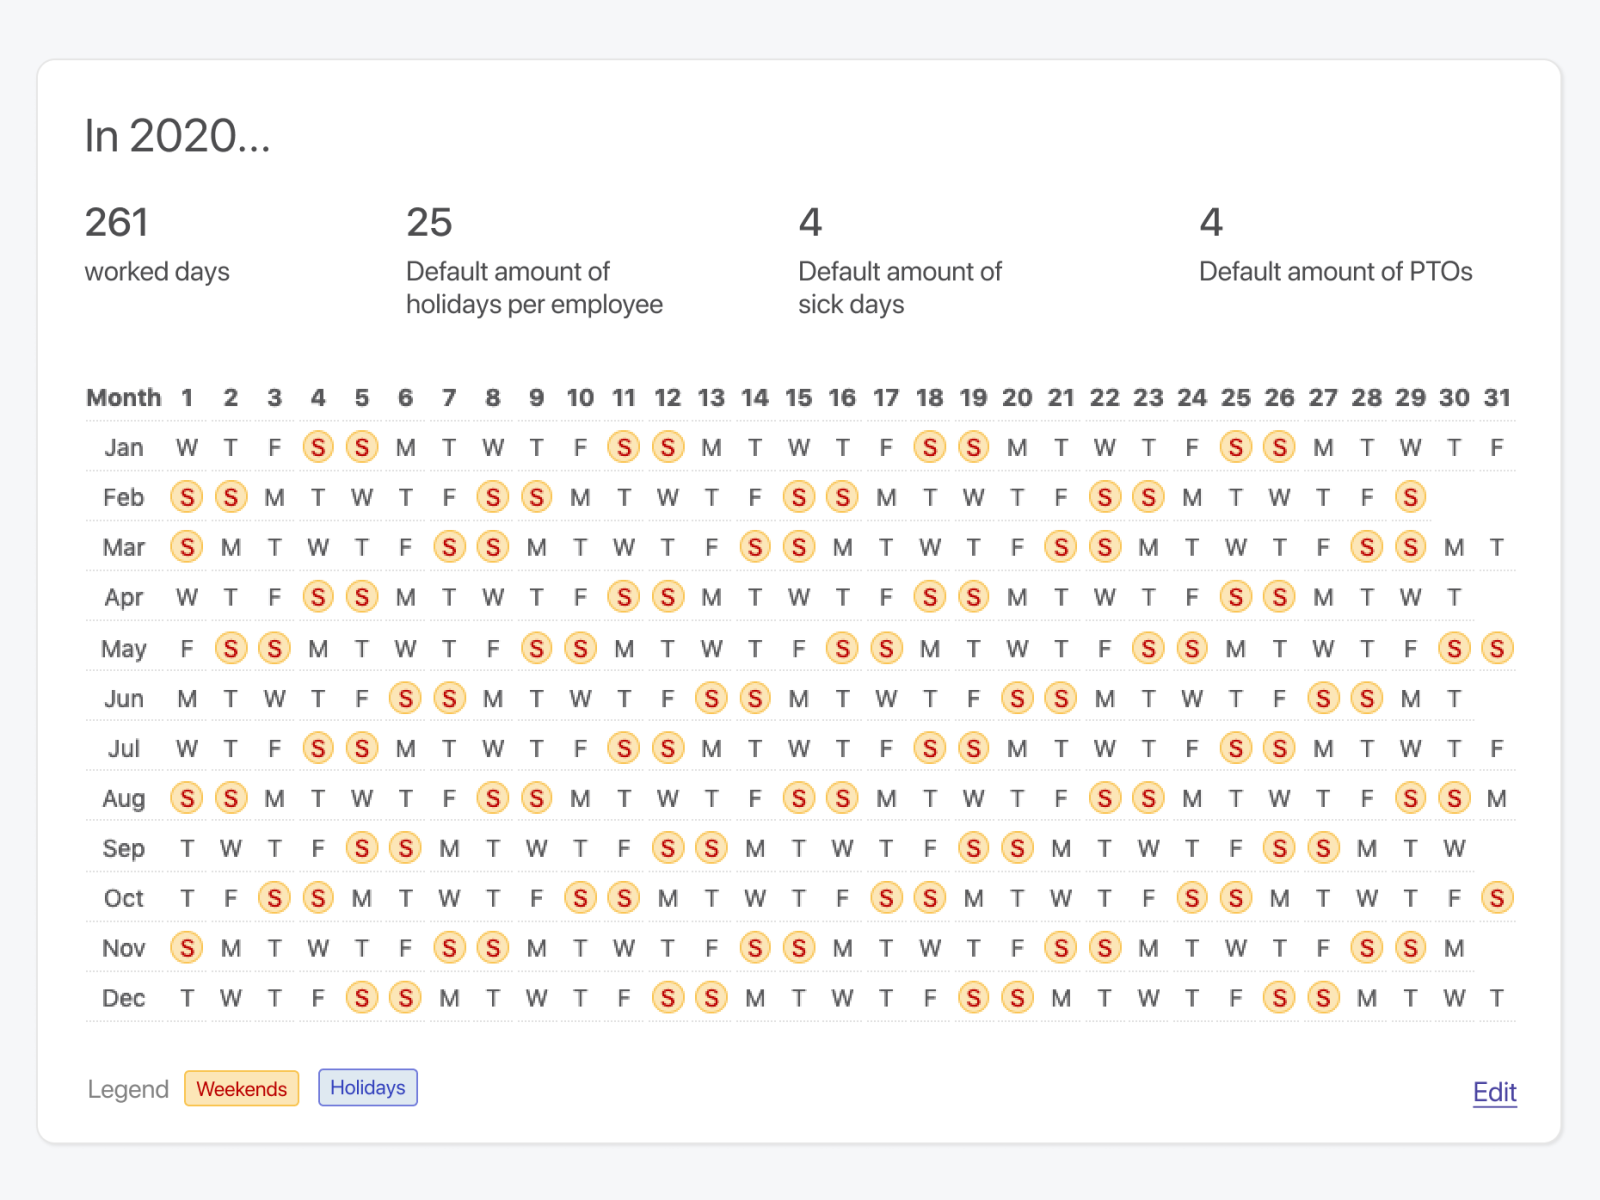 In 2020...
261 25 4 4
worked days Default amount of Default amount of Default amount of PTOs
holidays per employee sick days
Month 1 2 3 4 5 6 7 8 9 10 11 12 13 14 15 16 17 18 19 20 21 22 23 24 25 26 27 28 29 30 31
Jan W T F S S M T W T F S S M T W T F S S M T W T F S S M T W T F
Feb S S M T W T F S S M T W T F S S M T W T F S S M T W T F S
Mar S M T W T F S S M T W T F S S M T W T F S S M T W T F S S M T
Apr W T F S S M T W T F S S M T W T F S S M T W T F S S M T W T
May F S S M T W T F S S M T W T F S S M T W T F S S M T W T F S S
Jun M T W T F S S M T W T F S S M T W T F S S M T W T F S S M T
Jul W T F S S M T W T F S S M T W T F S S M T W T F S S M T W T F
Aug S S M T W T F S S M T W T F S S M T W T F S S M T W T F S S M
Sep T W T F S S M T W T F S S M T W T F S S M T W T F S S M T W
Oct T F S S M T W T F S S M T W T F S S M T W T F S S M T W T F S
Nov S M T W T F S S M T W T F S S M T W T F S S M T W T F S S M
Dec T W T F S S M T W T F S S M T W T F S S M T W T F S S M T W T
Legend Weekends Holidays Edit